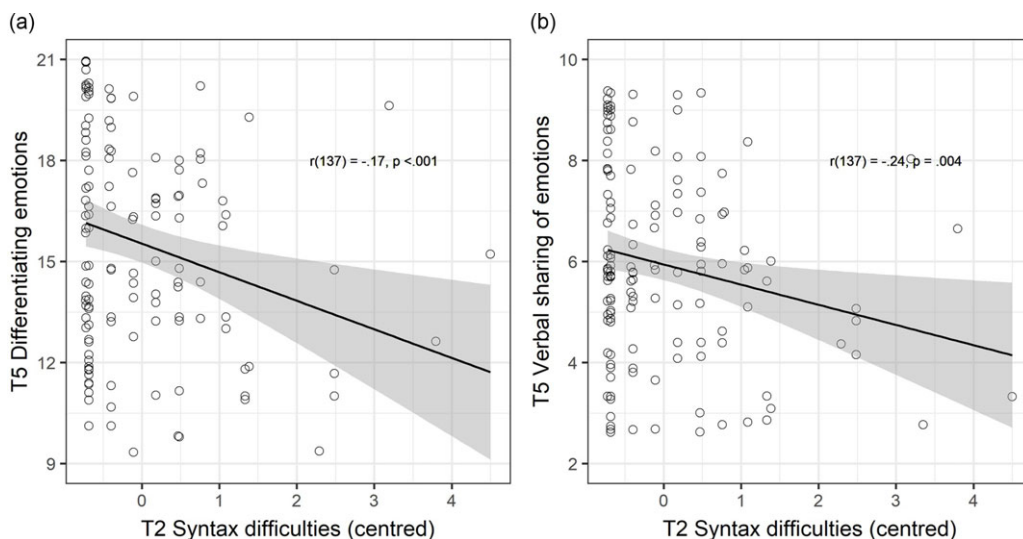 (a)
T5 Differentiating emotions
21
18
15
12
9
r(137) = -.17, p <.001
0 1 2 3 4
T2 Syntax difficulties (centred)
(b)
T5 Verbal sharing of emotions
10
8
6
4
2
r(137) = -.24, p = .004
0 1 2 3 4
T2 Syntax difficulties (centred)